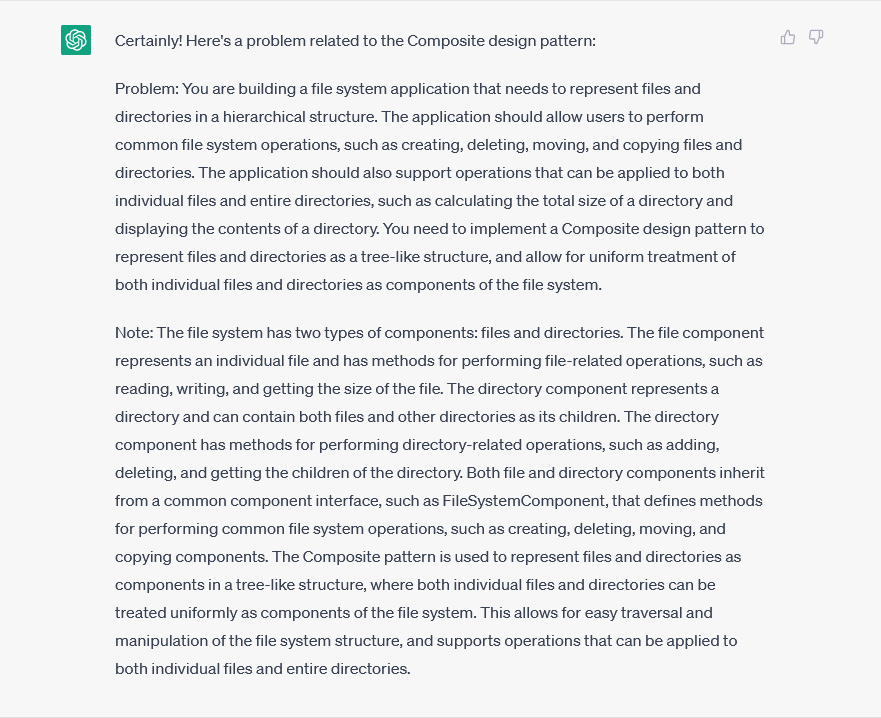 Certainly! Here's a problem related to the Composite design pattern:
Problem: You are building a file system application that needs to represent files and
directories in a hierarchical structure. The application should allow users to perform
common file system operations, such as creating, deleting, moving, and copying files and
directories. The application should also support operations that can be applied to both
individual files and entire directories, such as calculating the total size of a directory and
displaying the contents of a directory. You need to implement a Composite design pattern to
represent files and directories as a tree-like structure, and allow for uniform treatment of
both individual files and directories as components of the file system.
Note: The file system has two types of components: files and directories. The file component
represents an individual file and has methods for performing file-related operations, such as
reading, writing, and getting the size of the file. The directory component represents a
directory and can contain both files and other directories as its children. The directory
component has methods for performing directory-related operations, such as adding,
deleting, and getting the children of the directory. Both file and directory components inherit
from a common component interface, such as FileSystemComponent, that defines methods
for performing common file system operations, such as creating, deleting, moving, and
copying components. The Composite pattern is used to represent files and directories as
components in a tree-like structure, where both individual files and directories can be
treated uniformly as components of the file system. This allows for easy traversal and
manipulation of the file system structure, and supports operations that can be applied to
both individual files and entire directories.